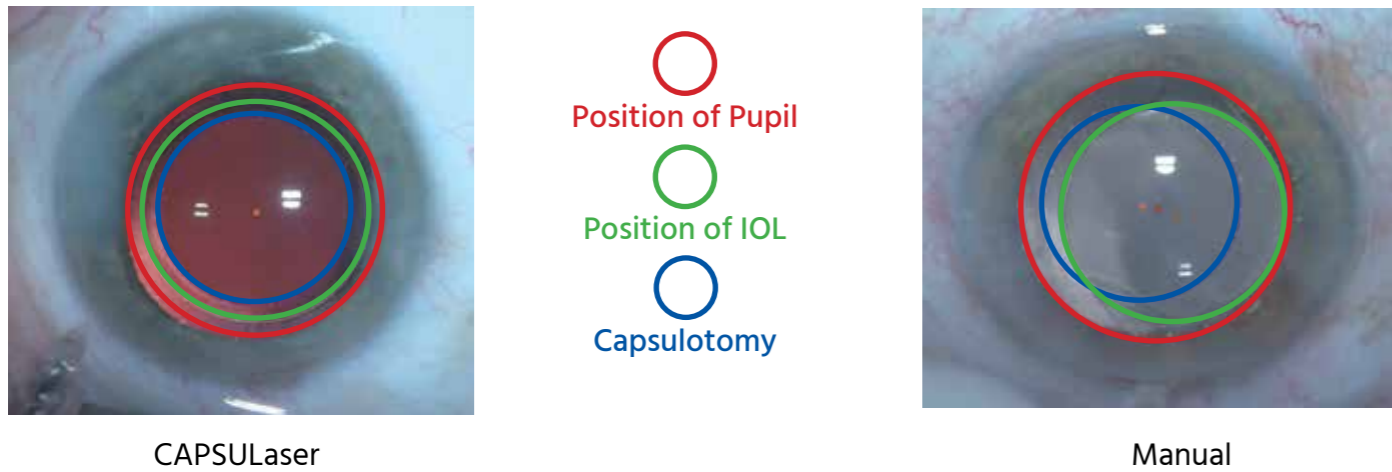 Position of Pupil
Position of IOL
Capsulotomy
CAPSULaser
Manual